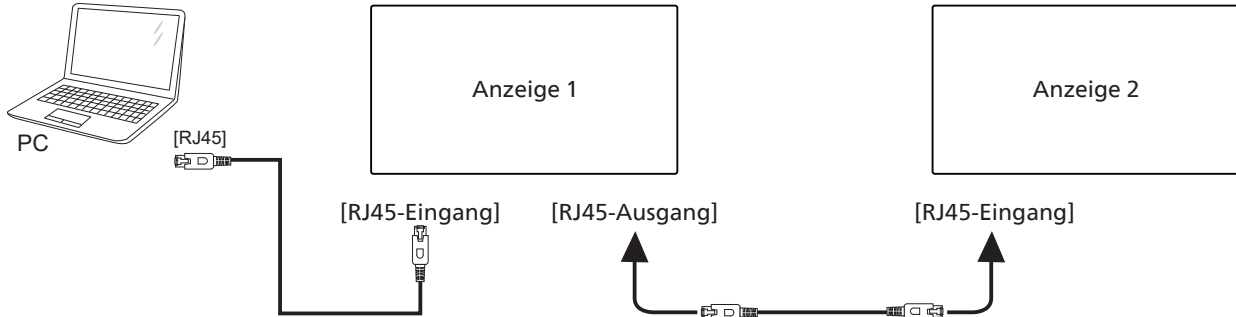 Anzeige 1
Anzeige 2
PC
[RJ45]
[RJ45-Eingang]
[RJ45-Ausgang]
[RJ45-Eingang]